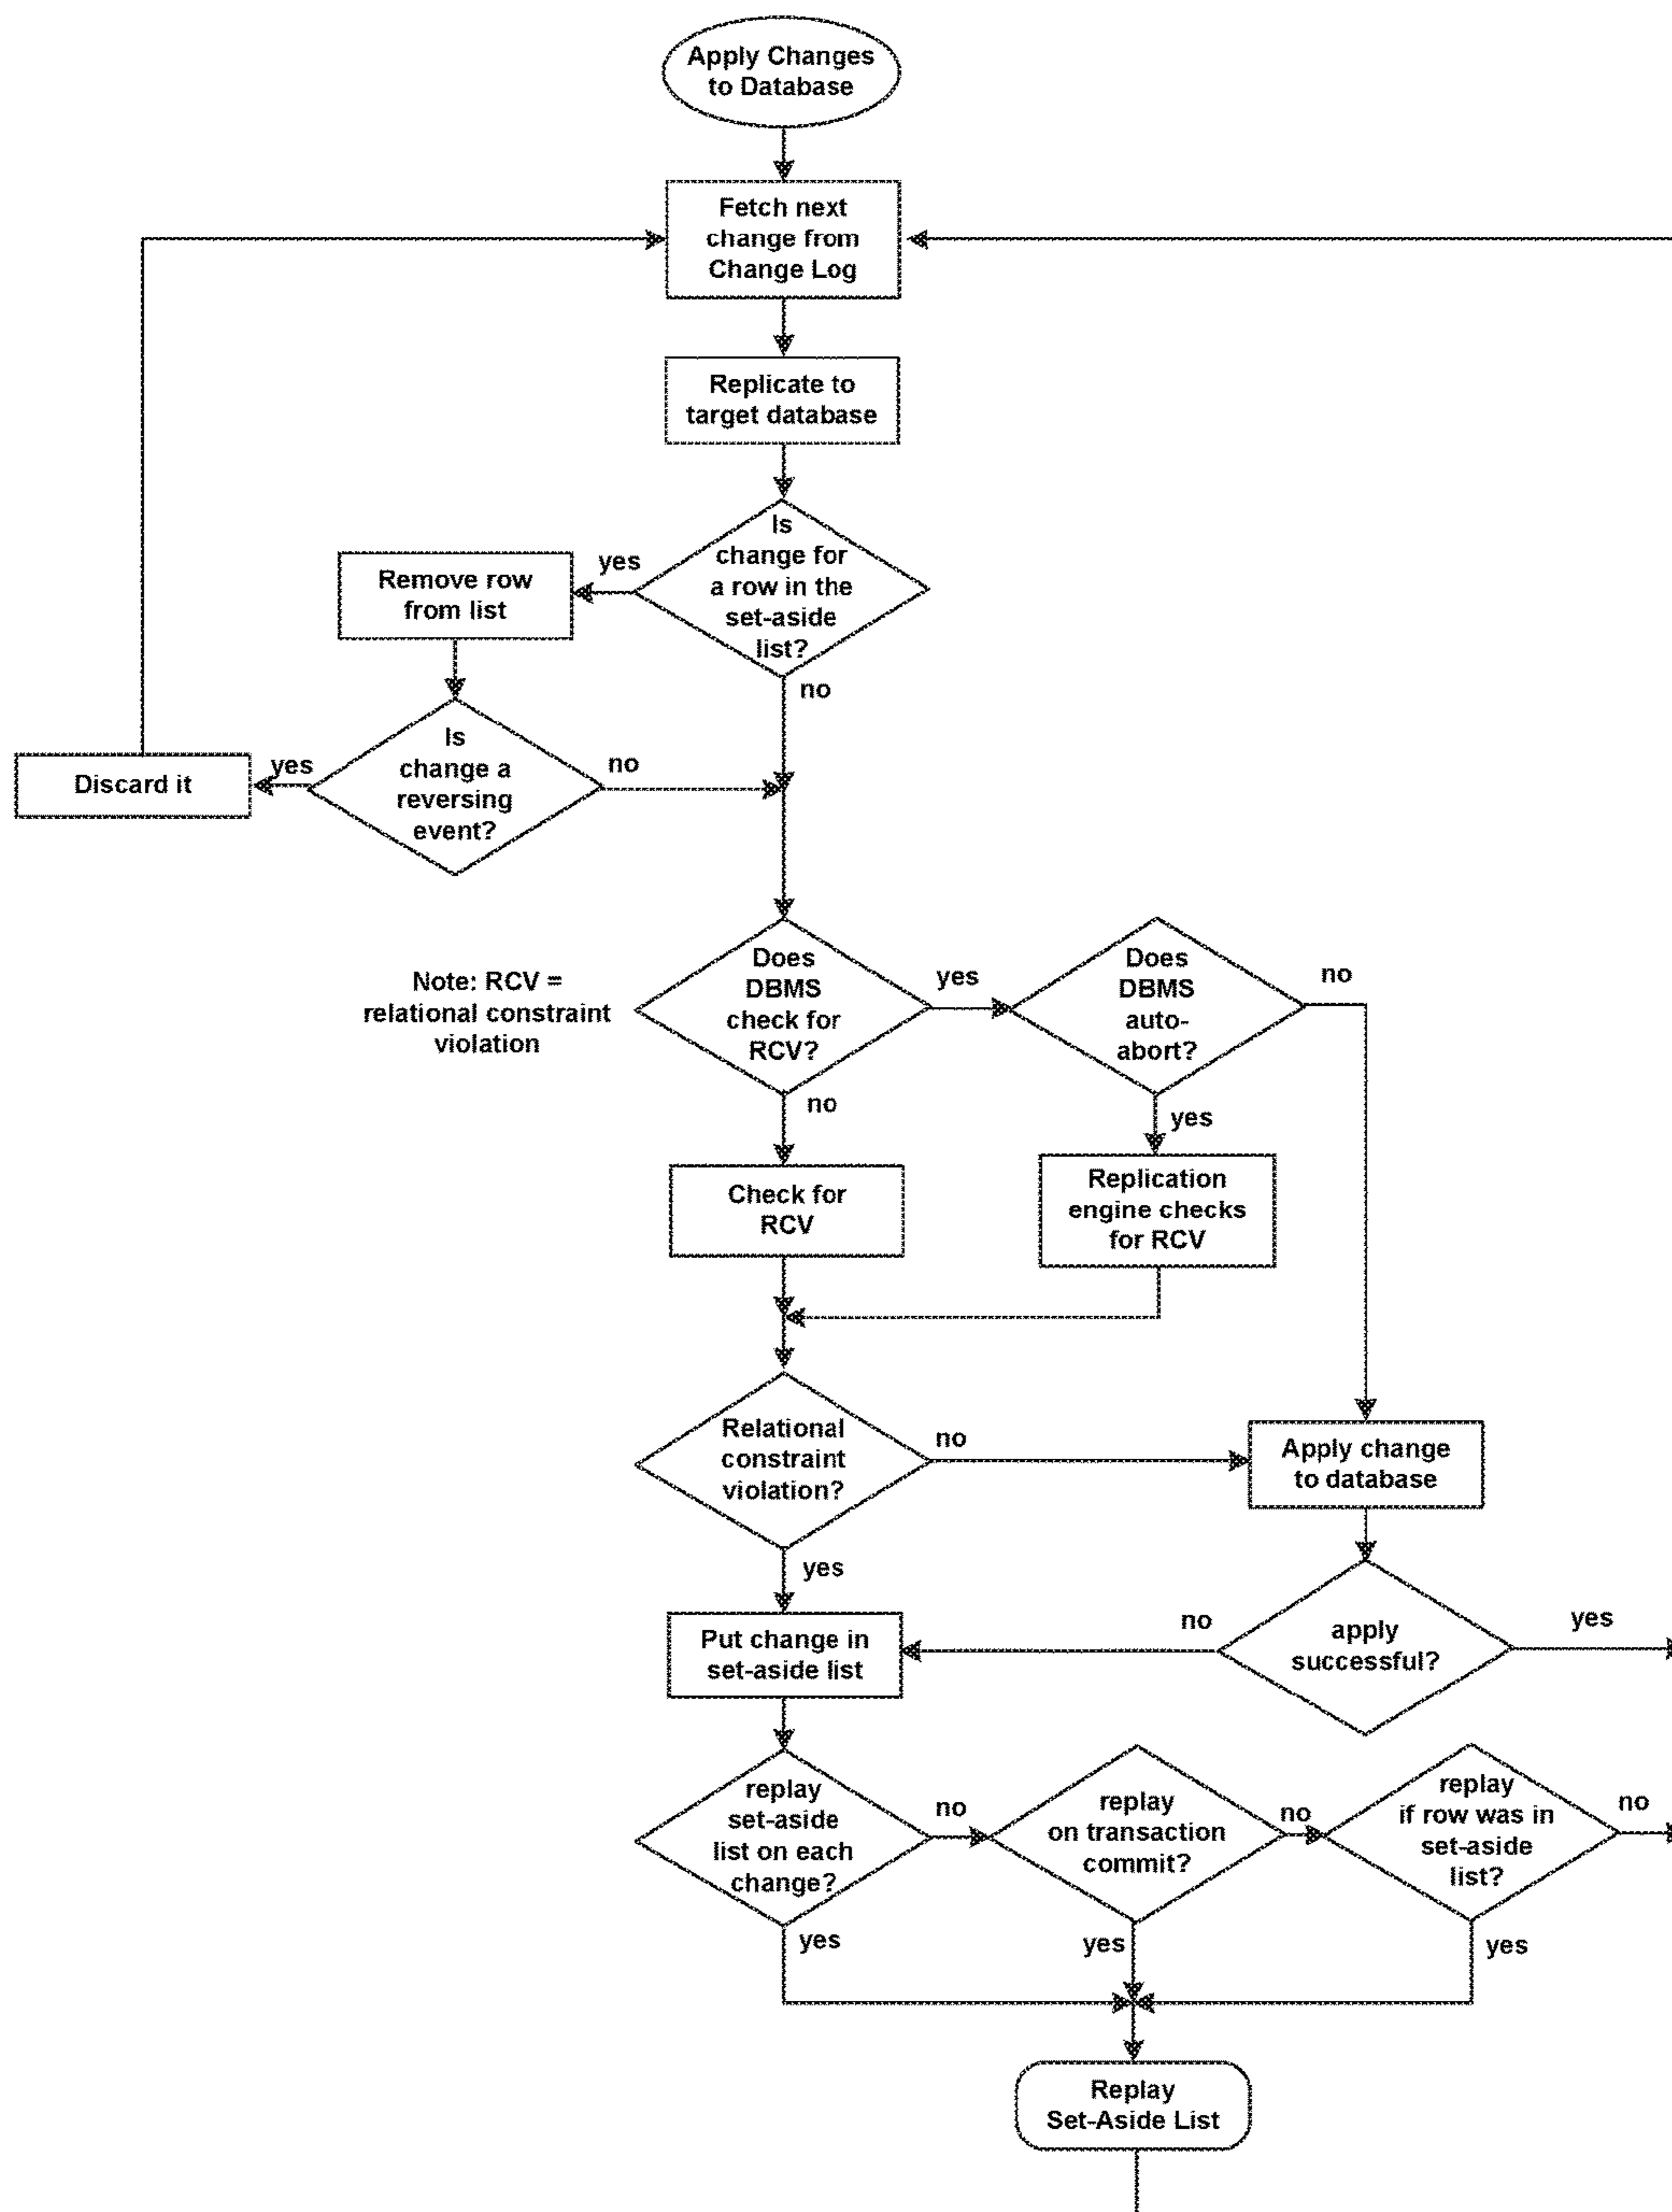 Apply Changes
to Database
Fetch next
change from
Change Log
Replicate to
target database
Is
change for
a row in the
set-aside
list?
yes
no
Remove row
from list
Is
change a
reversing
event?
yes
no
Discard it
Note: RCV =
relational constraint
violation
Does
DBMS
check for
RCV?
yes
no
Does
DBMS
auto-
abort?
no
yes
Check for
RCV
Replication
engine checks
for RCV
Relational
constraint
violation?
no
yes
Apply change
to database
apply
successful?
no
yes
Put change in
set-aside list
replay
set-aside
list on each
change?
no
yes
replay
on transaction
commit?
no
yes
replay
if row was in
set-aside
list?
no
yes
Replay
Set-Aside List